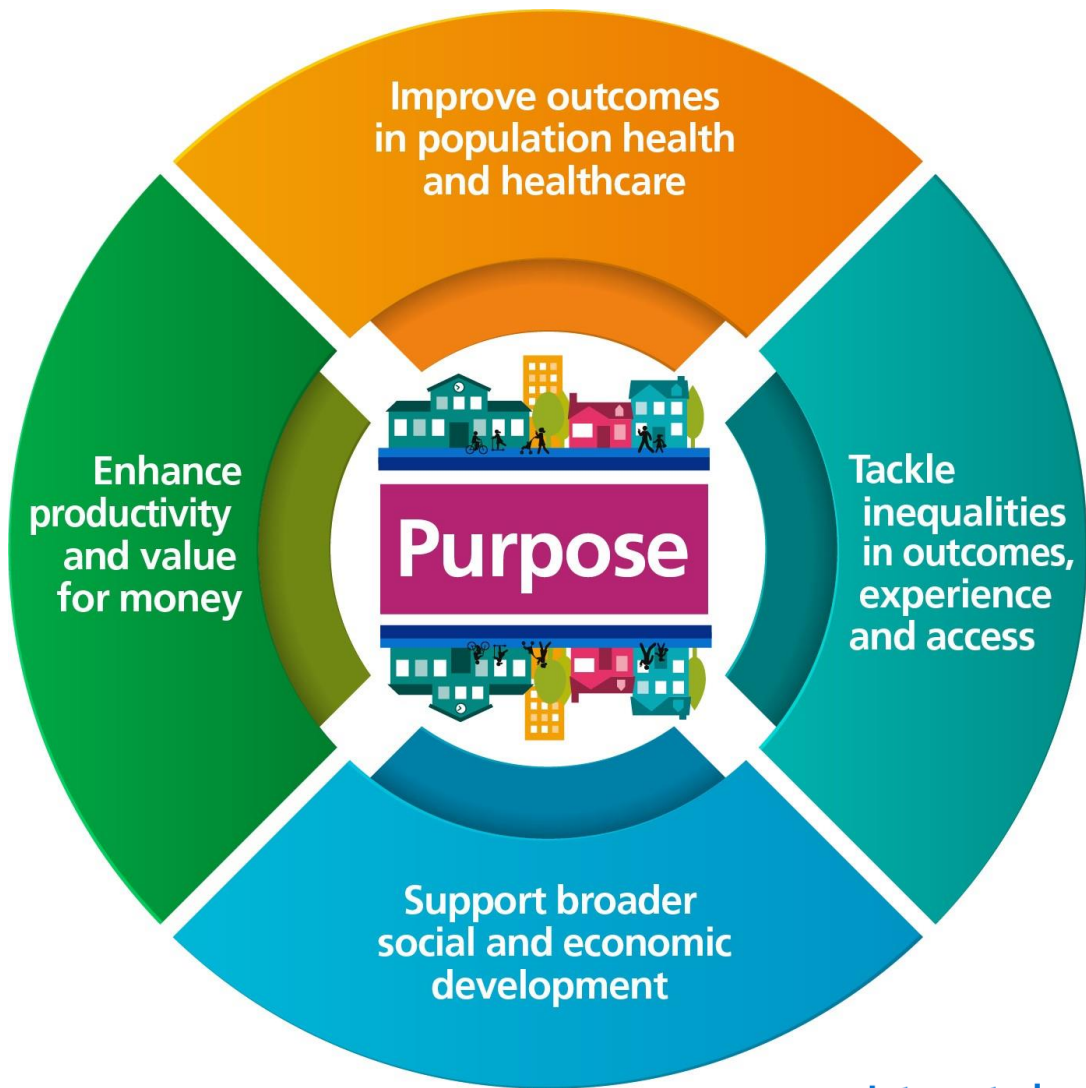 Improve outcomes
in population health
and healthcare
Enhance
productivity
and value
for money
Purpose
Tackle
inequalities
in outcomes,
experience
and access
Support broader
social and economic
development